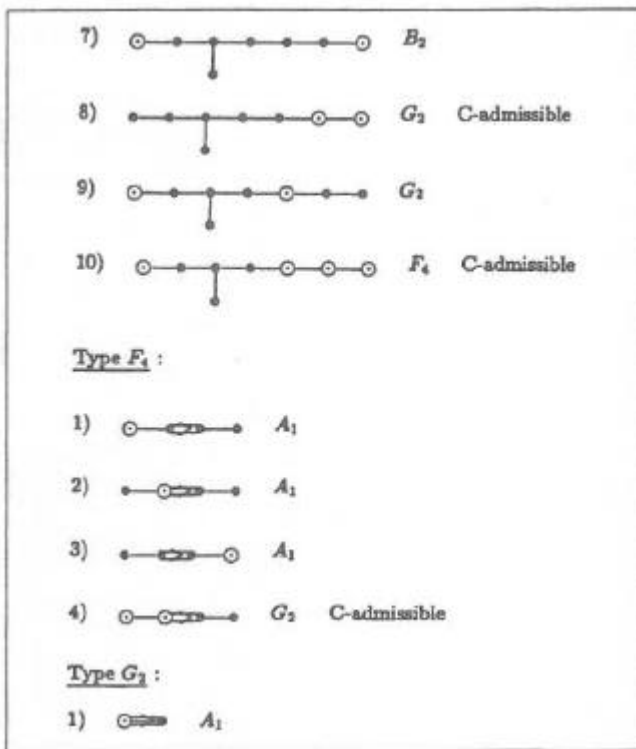 7) B₂
8) G₂ C-admissible
9) G₂
10) F₄ C-admissible
Type F₄ :
1) A₁
2) A₁
3) A₁
4) G₂ C-admissible
Type G₂ :
1) A₁